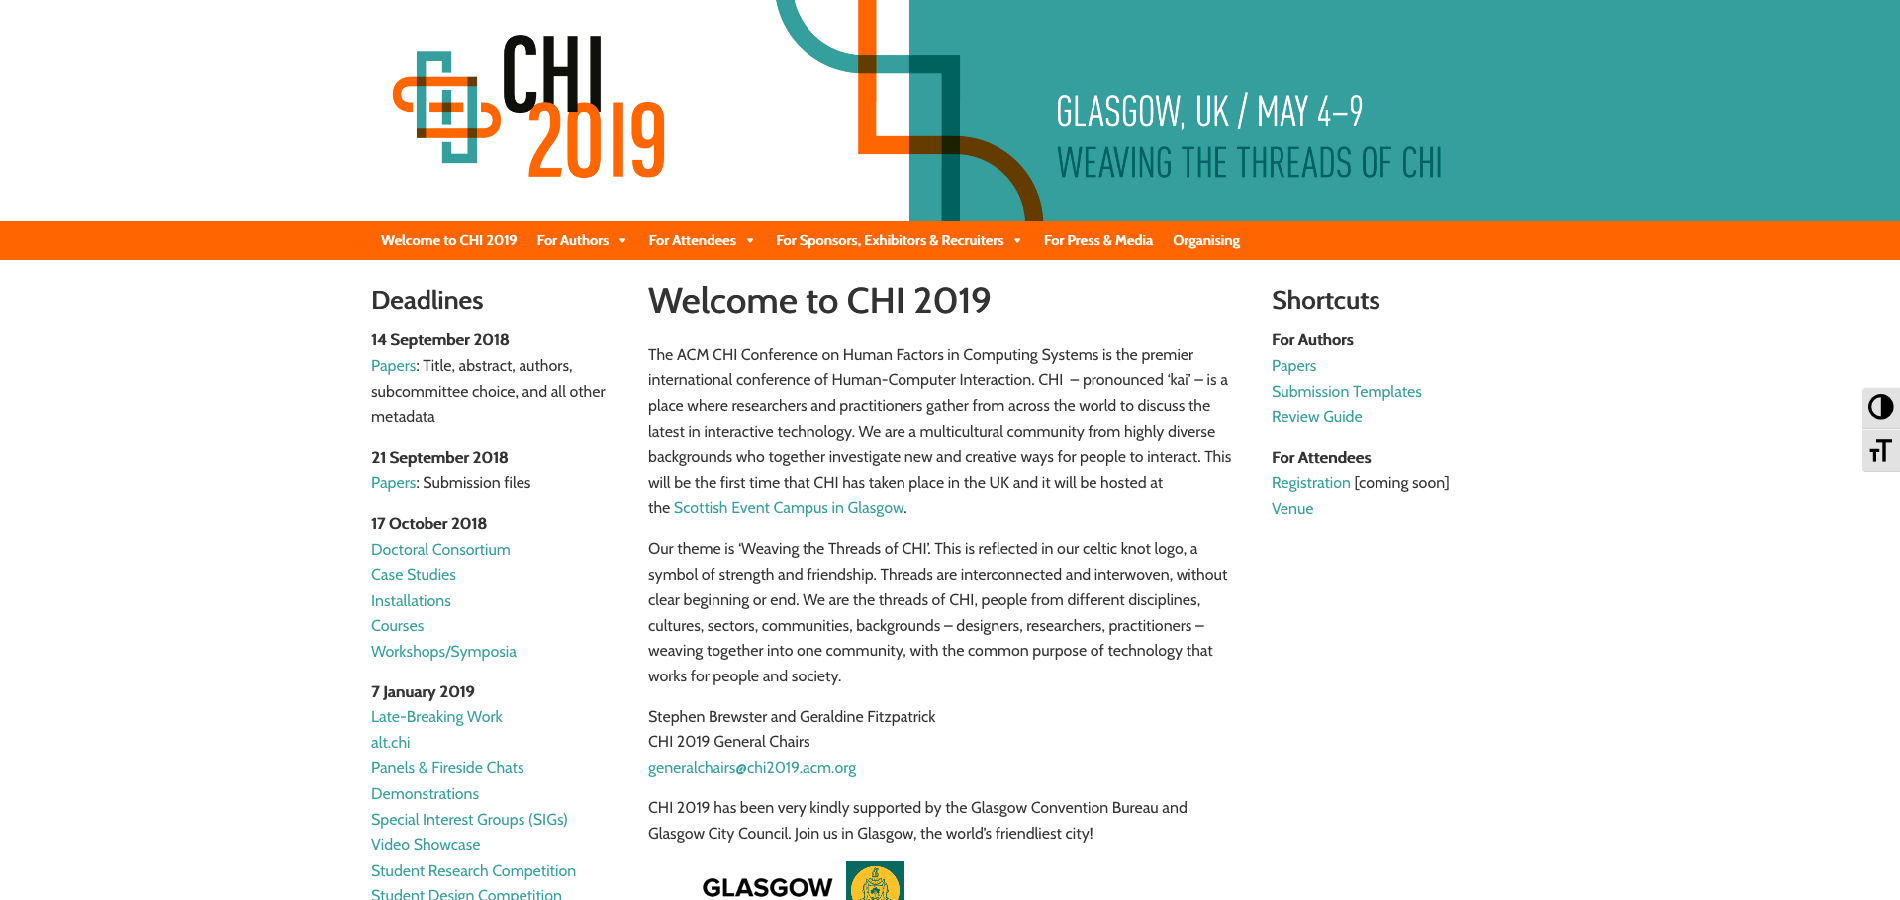 CHI
2019
GLASGOW, UK / MAY 4–9
WEAVING THE THREADS OF CHI
Welcome to CHI 2019 For Authors For Attendees For Sponsors, Exhibitors & Recruiters For Press & Media Organising
Deadlines
14 September 2018
Papers: Title, abstract, authors,
subcommittee choice, and all other
metadata
21 September 2018
Papers: Submission files
17 October 2018
Doctoral Consortium
Case Studies
Installations
Courses
Workshops/Symposia
7 January 2019
Late-Breaking Work
alt.chi
Panels & Fireside Chats
Demonstrations
Special Interest Groups (SIGs)
Video Showcase
Student Research Competition
Student Design Competition
Welcome to CHI 2019
The ACM CHI Conference on Human Factors in Computing Systems is the premier
international conference of Human-Computer Interaction. CHI – pronounced ‘kai’ – is a
place where researchers and practitioners gather from across the world to discuss the
latest in interactive technology. We are a multicultural community from highly diverse
backgrounds who together investigate new and creative ways for people to interact. This
will be the first time that CHI has taken place in the UK and it will be hosted at
the Scottish Event Campus in Glasgow.
Our theme is ‘Weaving the Threads of CHI’. This is reflected in our celtic knot logo, a
symbol of strength and friendship. Threads are interconnected and interwoven, without
clear beginning or end. We are the threads of CHI, people from different disciplines,
cultures, sectors, communities, backgrounds – designers, researchers, practitioners –
weaving together into one community, with the common purpose of technology that
works for people and society.
Stephen Brewster and Geraldine Fitzpatrick
CHI 2019 General Chairs
generalchairs@chi2019.acm.org
CHI 2019 has been very kindly supported by the Glasgow Convention Bureau and
Glasgow City Council. Join us in Glasgow, the world’s friendliest city!
GLASGOW
Shortcuts
For Authors
Papers
Submission Templates
Review Guide
For Attendees
Registration [coming soon]
Venue